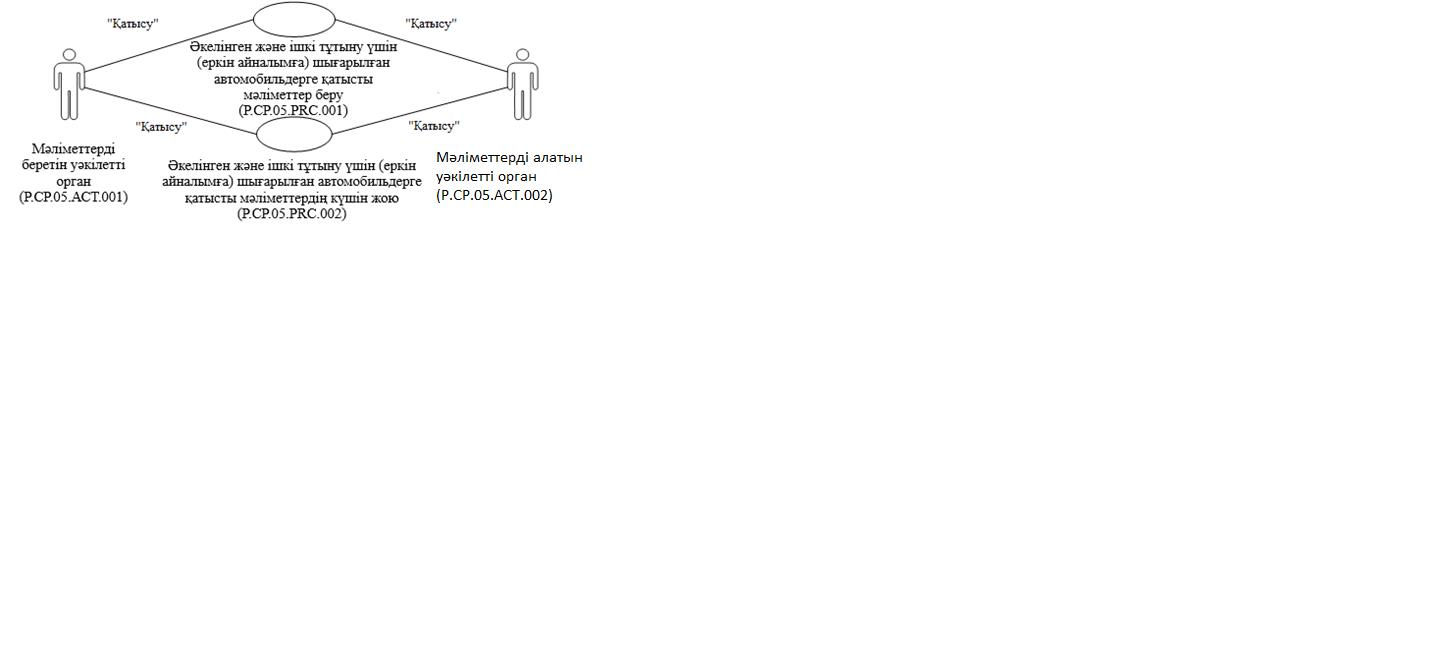 "Қатысу"
"Қатысу"
Әкелінген және ішкі тұтыну үшін
(еркін айналымға) шығарылған
автомобильдерге қатысты
мәліметтер беру
(P.CP.05.PRC.001)
"Қатысу"
"Қатысу"
Мәліметтерді
беретін уәкілетті
орган
(P.CP.05.ACT.001)
Әкелінген және ішкі тұтыну үшін (еркін
айналымға) шығарылған автомобильдерге
қатысты мәліметтердің күшін жою
(P.CP.05.PRC.002)
Мәліметтерді алатын
уәкілетті орган
(P.CP.05.ACT.002)